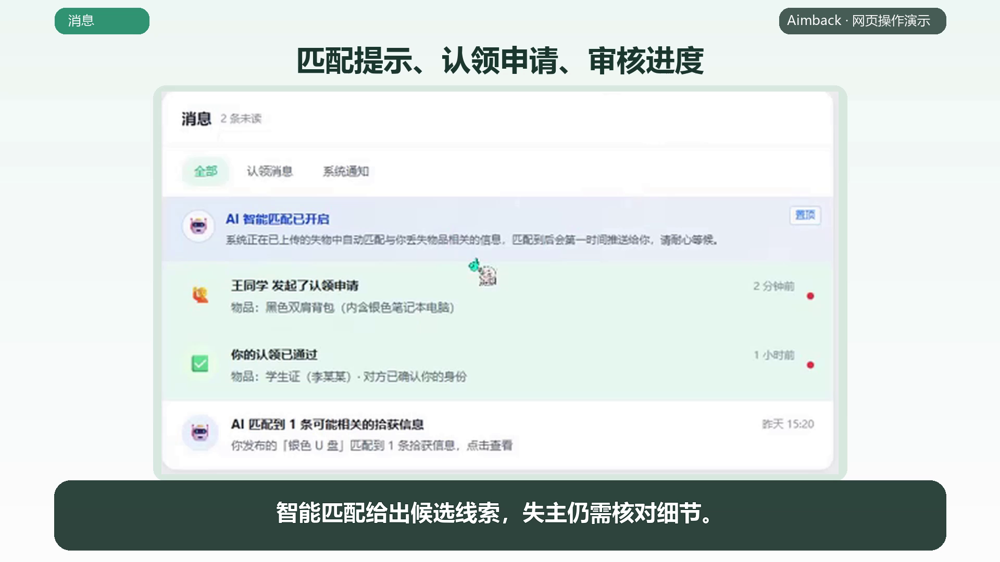 消息
Aimback · 网页操作演示
匹配提示、认领申请、审核进度
消息 2 条未读
全部 认领消息 系统通知
AI 智能匹配已开启
置顶
系统正在已上传的失物中自动匹配与你丢失物品相关的信息，匹配到后会第一时间推送给你，请耐心等候。
王同学 发起了认领申请
2 分钟前
物品：黑色双肩背包（内含银色笔记本电脑）
你的认领已通过
1 小时前
物品：学生证（李某某）· 对方已确认你的身份
AI 匹配到 1 条可能相关的拾获信息
昨天 15:20
你发布的「银色 U 盘」匹配到 1 条拾获信息，点击查看
智能匹配给出候选线索，失主仍需核对细节。